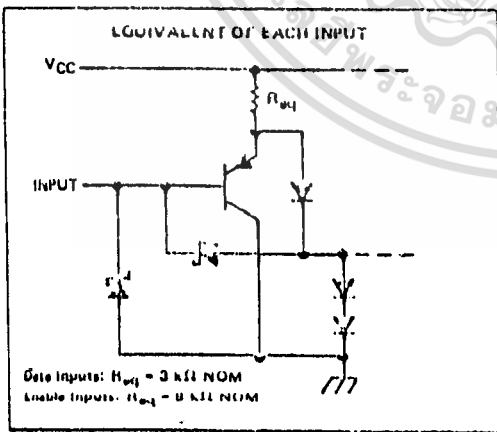 EQUIVALENT OF EACH INPUT
VCC
Req
INPUT
Data Inputs: Req = 3 kΩ NOM
Enable Inputs: Req = 8 kΩ NOM